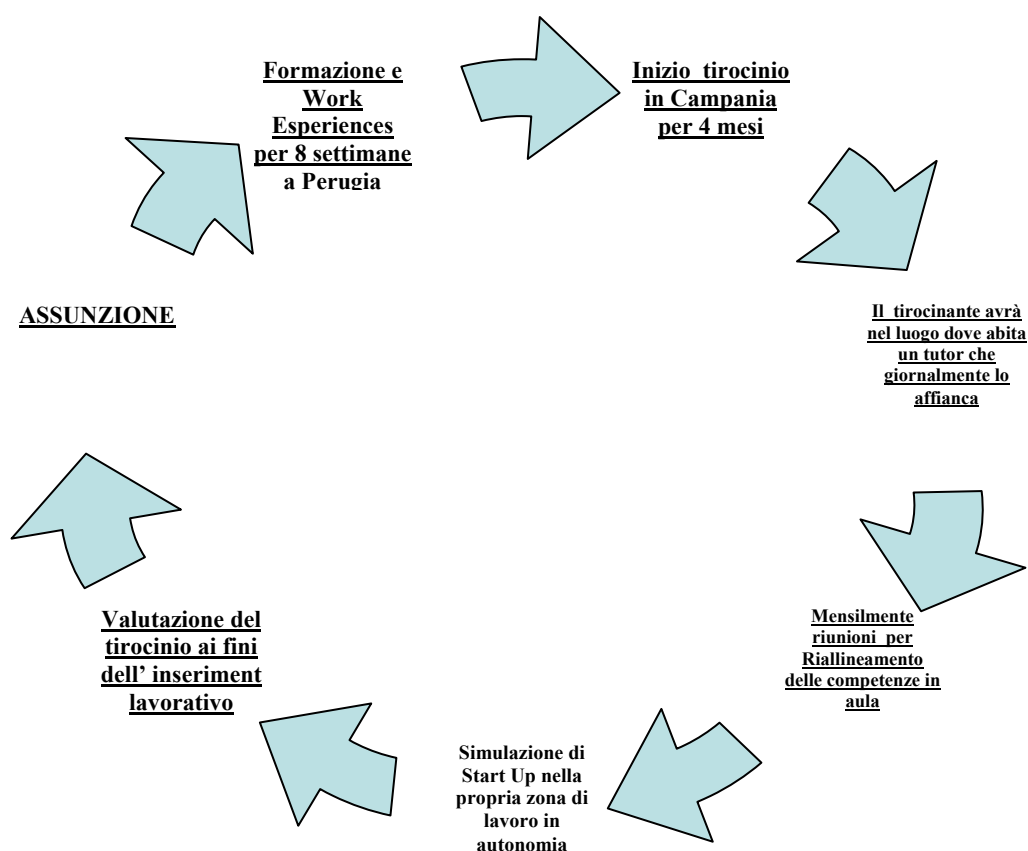 Formazione e
Work
Esperiences
per 8 settimane
a Perugia
Inizio tirocinio
in Campania
per 4 mesi
Il tirocinante avrà
nel luogo dove abita
un tutor che
giornalmente lo
affianca
Mensilmente
riunioni per
Riallineamento
delle competenze in
aula
Simulazione di
Start Up nella
propria zona di
lavoro in
autonomia
Valutazione del
tirocinio ai fini
dell' inseriment
lavorativo
ASSUNZIONE